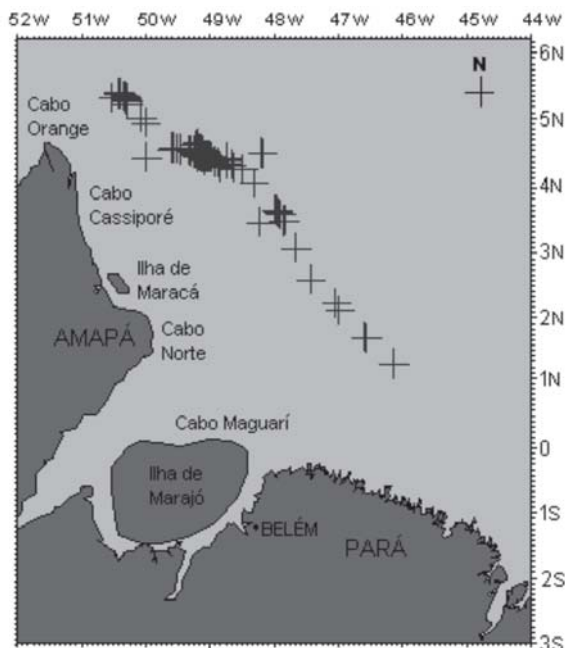 52W 51W 50W 49W 48W 47W 46W 45W 44W
6N
N
Cabo
Orange
5N
4N
Cabo
Cassiporé
3N
Ilha de
Maracá
2N
AMAPÁ
Cabo
Norte
1N
Cabo Maguarí
0
Ilha de
Marajó
1S
BELÉM
PARÁ
2S
3S